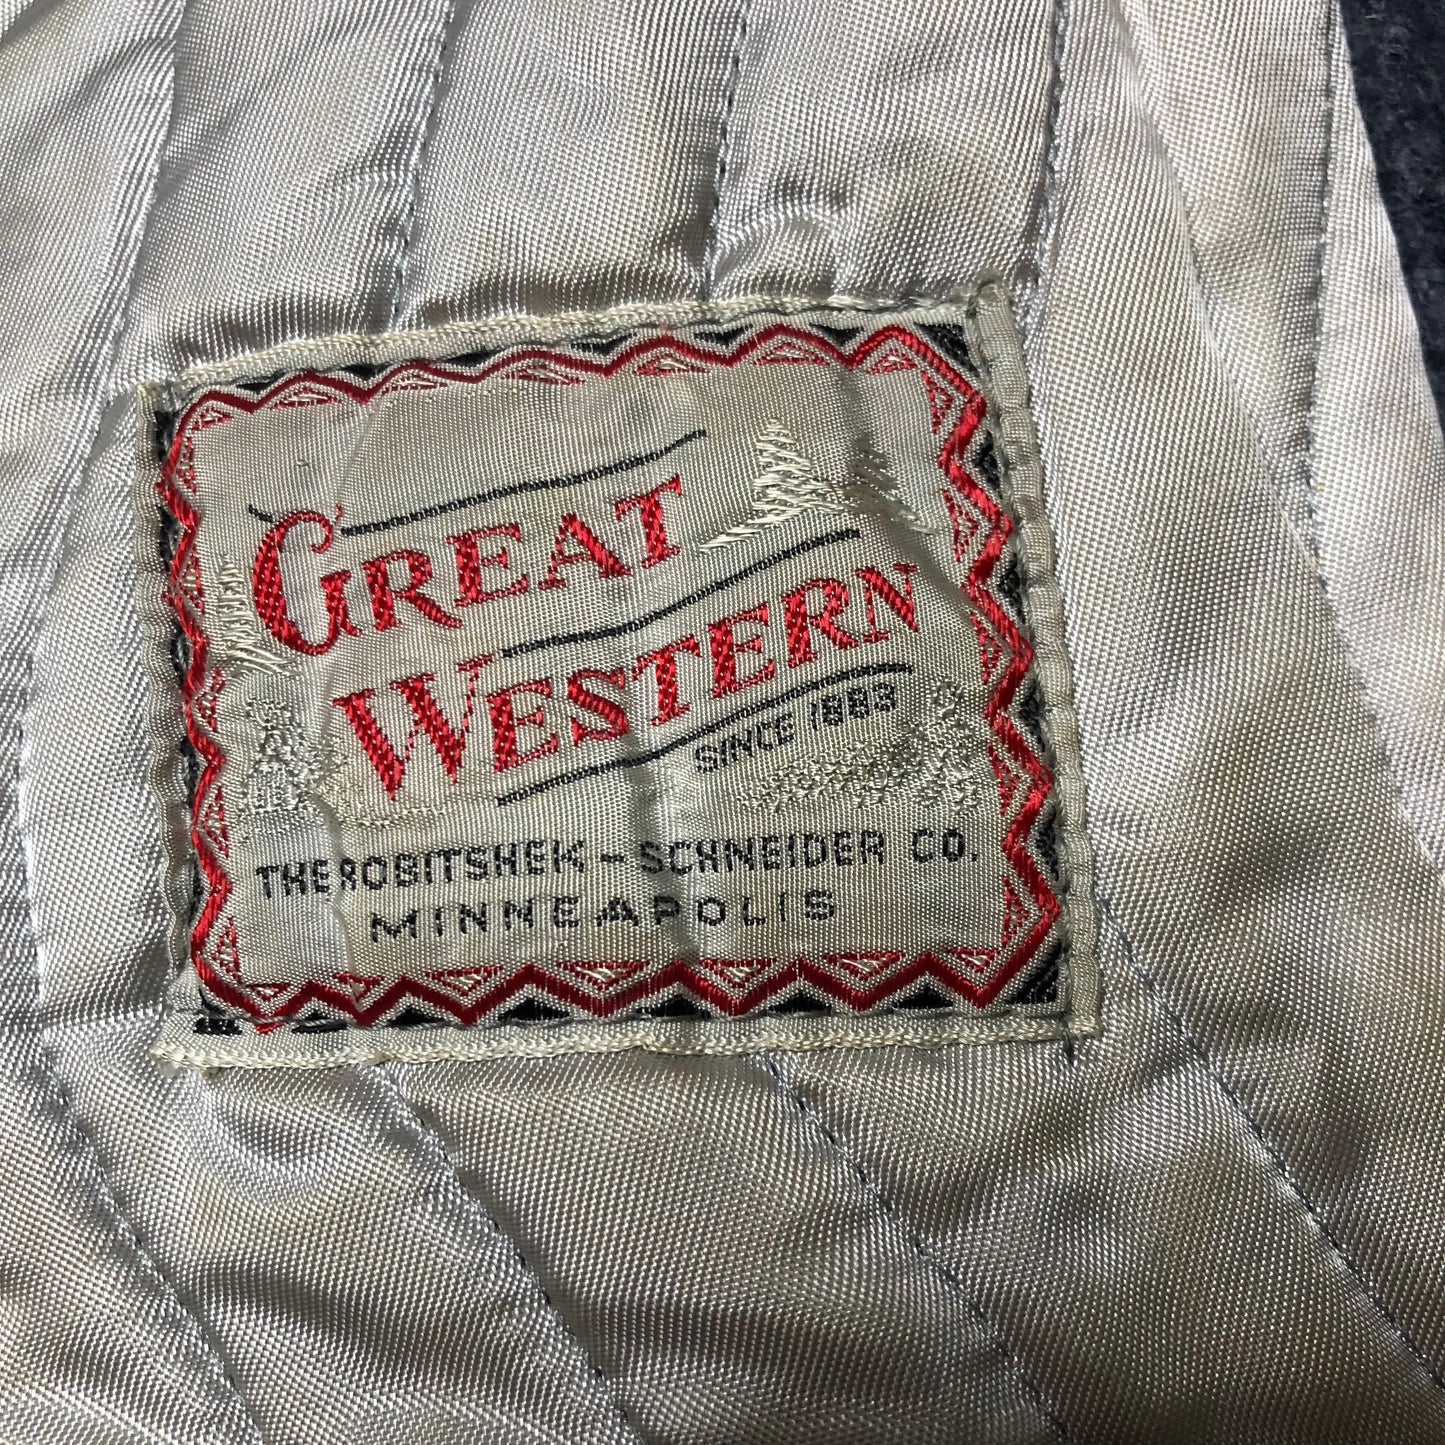 GREAT
WESTERN
SINCE 1883
THE ROBITSHEK – SCHNEIDER CO.
MINNEAPOLIS